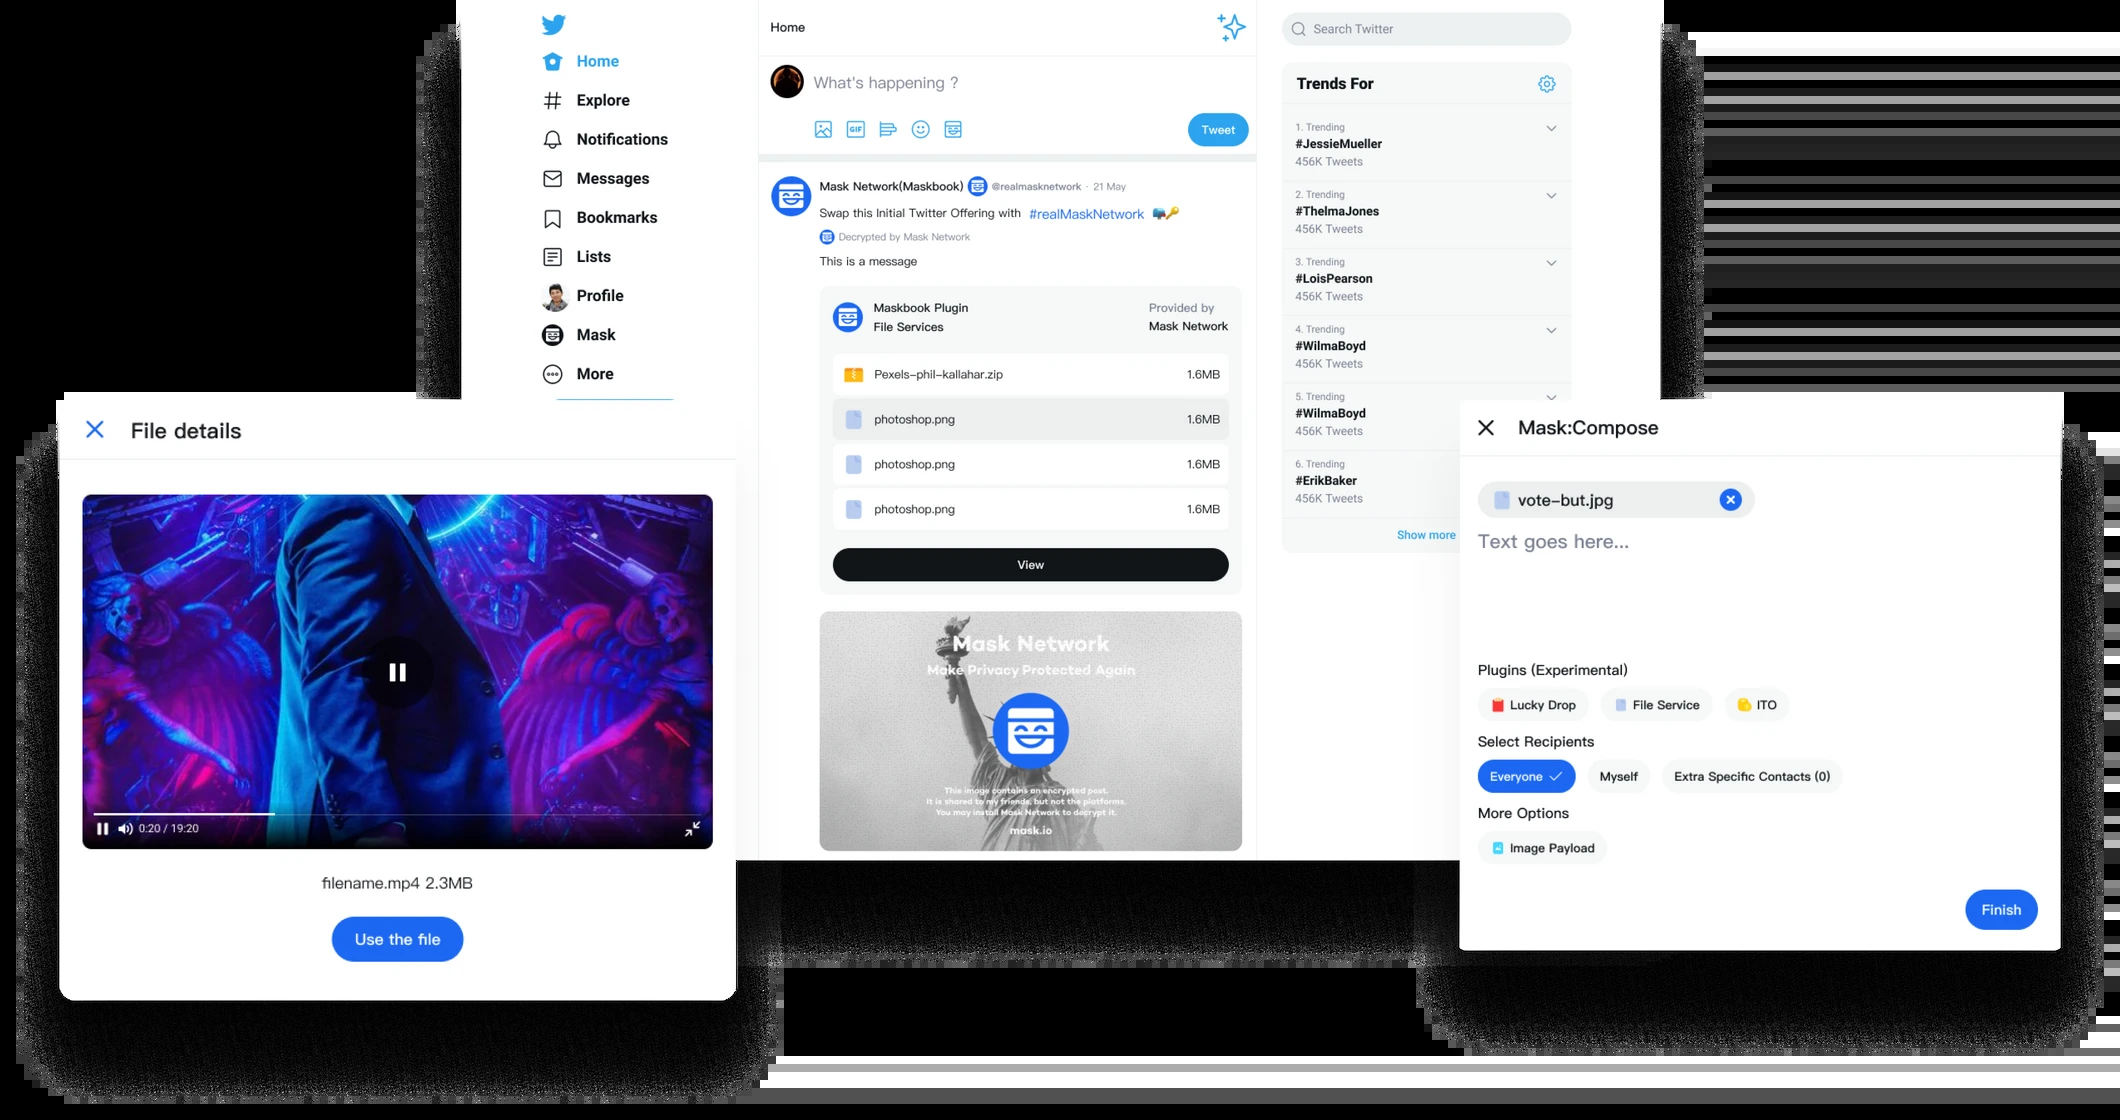 Home
Explore
Notifications
Messages
Bookmarks
Lists
Profile
Mask
More
Home
What's happening ?
GIF
Tweet
Mask Network(Maskbook) @realmasknetwork · 21 May
Swap this Initial Twitter Offering with #realMaskNetwork
Decrypted by Mask Network
This is a message
Maskbook Plugin
File Services
Provided by
Mask Network
Pexels-phil-kallahar.zip 1.6MB
photoshop.png 1.6MB
photoshop.png 1.6MB
photoshop.png 1.6MB
View
Mask Network
Make Privacy Protected Again
This image contains an encrypted post.
It is shared to my friends, but not the platforms.
You may install Mask Network to decrypt it.
mask.io
Search Twitter
Trends For
1. Trending
#JessieMueller
456K Tweets
2. Trending
#ThelmaJones
456K Tweets
3. Trending
#LoisPearson
456K Tweets
4. Trending
#WilmaBoyd
456K Tweets
5. Trending
#WilmaBoyd
456K Tweets
6. Trending
#ErikBaker
456K Tweets
Show more
File details
0:20 / 19:20
filename.mp4 2.3MB
Use the file
Mask:Compose
vote-but.jpg
Text goes here...
Plugins (Experimental)
Lucky Drop File Service ITO
Select Recipients
Everyone Myself Extra Specific Contacts (0)
More Options
Image Payload
Finish